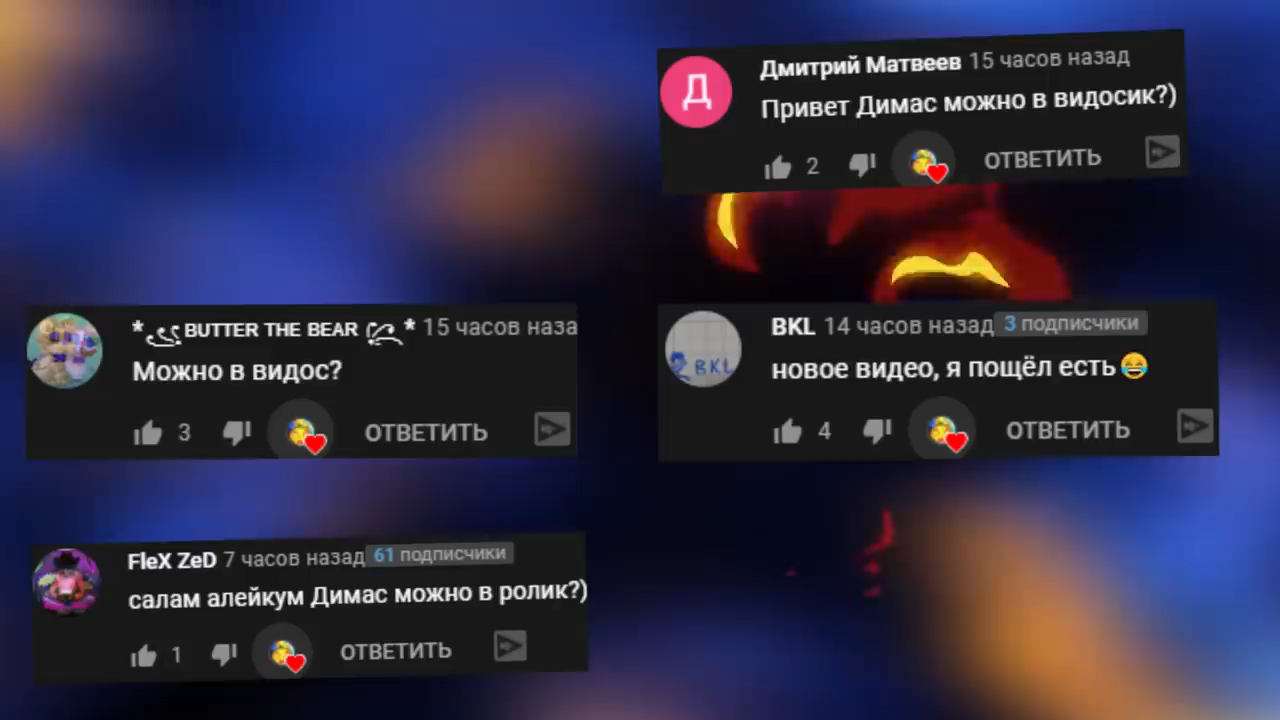 Д
Дмитрий Матвеев 15 часов назад
Привет Димас можно в видосик?)
2 ОТВЕТИТЬ
BUTTER THE BEAR * 15 часов наза
Можно в видос?
3 ОТВЕТИТЬ
BKL 14 часов назад 3 подписчики
BKL
новое видео, я пощёл есть😂
4 ОТВЕТИТЬ
FleX ZeD 7 часов назад 61 подписчики
салам алейкум Димас можно в ролик?)
1 ОТВЕТИТЬ